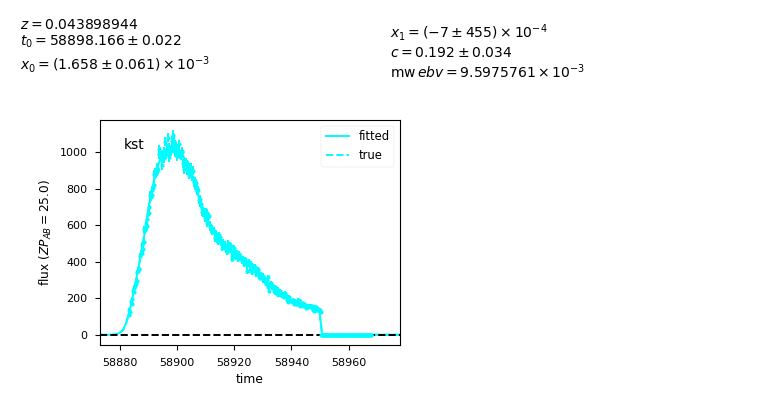 z = 0.043898944
t₀ = 58898.166 ± 0.022
x₀ = (1.658 ± 0.061) × 10⁻³
x₁ = (−7 ± 455) × 10⁻⁴
c = 0.192 ± 0.034
mw ebv = 9.5975761 × 10⁻³
kst
fitted
true
flux (ZP_AB = 25.0)
1000
800
600
400
200
0
58880 58900 58920 58940 58960
time